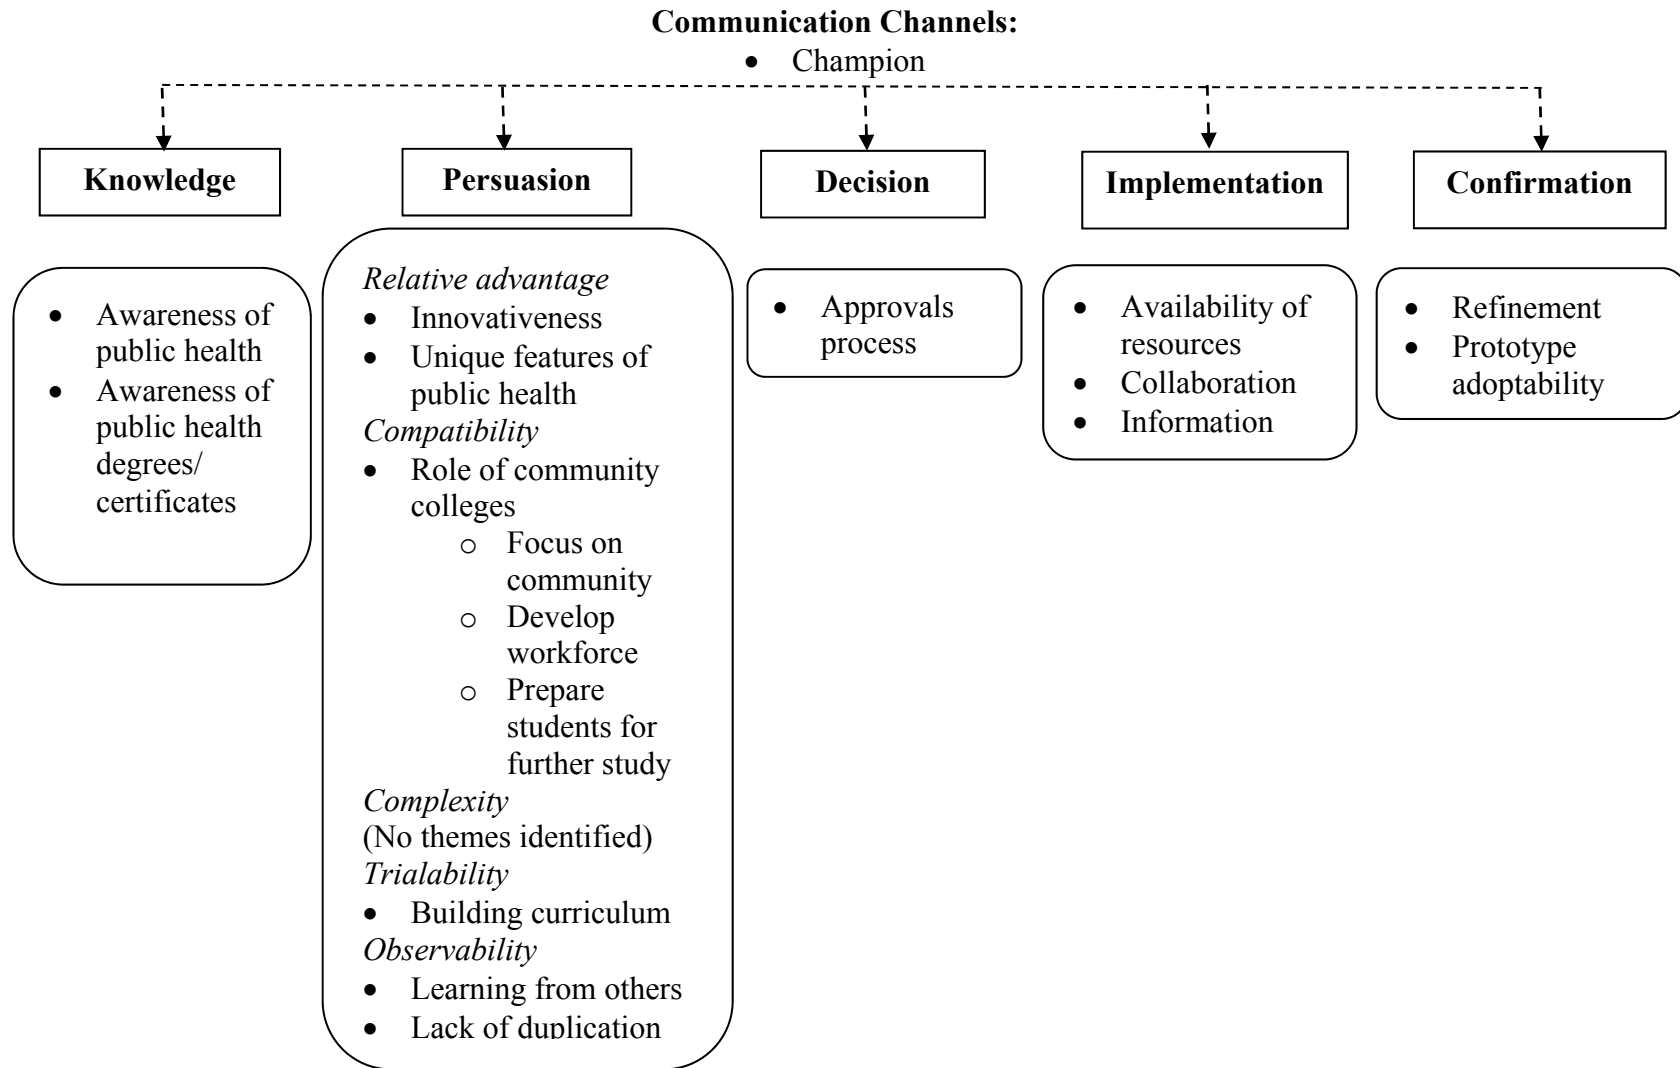 Communication Channels:
• Champion
Knowledge
Persuasion
Decision
Implementation
Confirmation
• Awareness of
public health
• Awareness of
public health
degrees/
certificates
Relative advantage
• Innovativeness
• Unique features of
public health
Compatibility
• Role of community
colleges
o Focus on
community
o Develop
workforce
o Prepare
students for
further study
Complexity
(No themes identified)
Trialability
• Building curriculum
Observability
• Learning from others
• Lack of duplication
• Approvals
process
• Availability of
resources
• Collaboration
• Information
• Refinement
• Prototype
adoptability